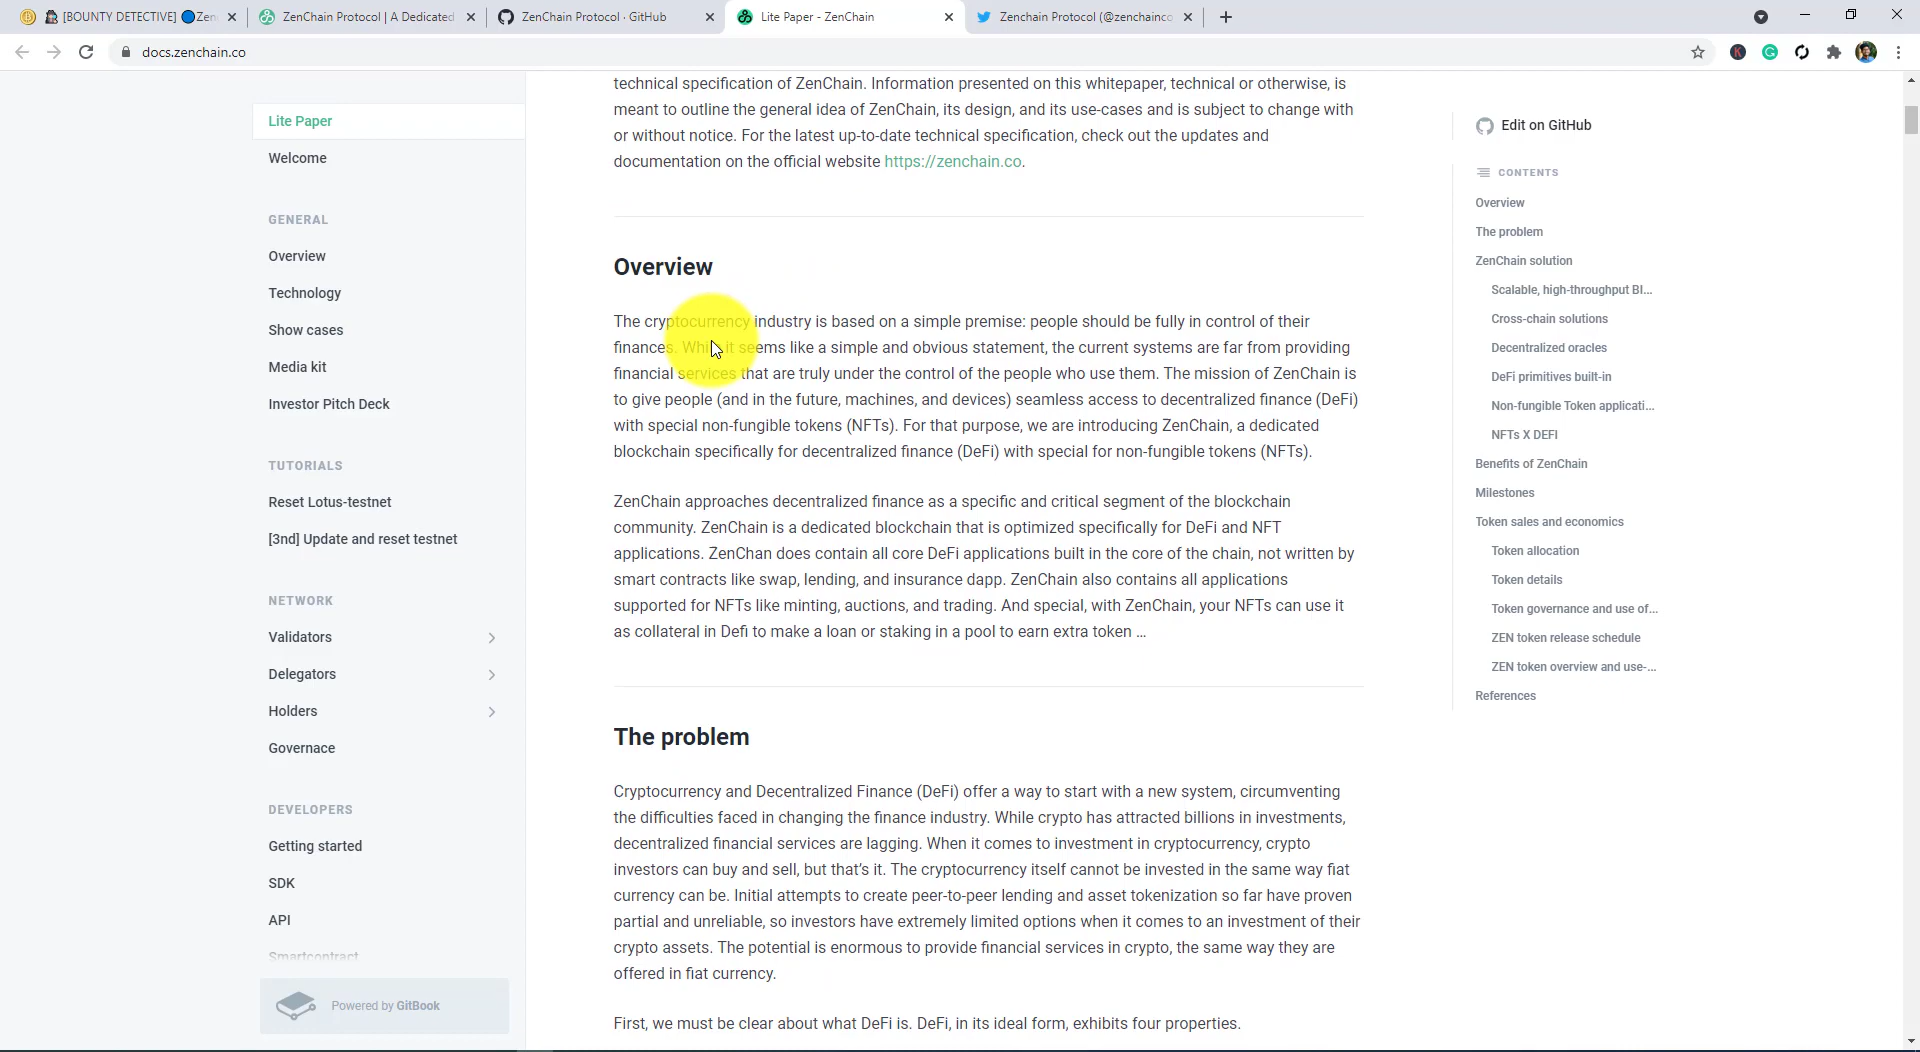 [BOUNTY DETECTIVE] Zen
ZenChain Protocol | A Dedicated
ZenChain Protocol · GitHub
Lite Paper - ZenChain
Zenchain Protocol (@zenchainco
docs.zenchain.co
Lite Paper
Welcome
GENERAL
Overview
Technology
Show cases
Media kit
Investor Pitch Deck
TUTORIALS
Reset Lotus-testnet
[3nd] Update and reset testnet
NETWORK
Validators
Delegators
Holders
Governace
DEVELOPERS
Getting started
SDK
API
Smartcontract
Powered by GitBook
technical specification of ZenChain. Information presented on this whitepaper, technical or otherwise, is
meant to outline the general idea of ZenChain, its design, and its use-cases and is subject to change with
or without notice. For the latest up-to-date technical specification, check out the updates and
documentation on the official website https://zenchain.co.
Overview
The cryptocurrency industry is based on a simple premise: people should be fully in control of their
finances. While it seems like a simple and obvious statement, the current systems are far from providing
financial services that are truly under the control of the people who use them. The mission of ZenChain is
to give people (and in the future, machines, and devices) seamless access to decentralized finance (DeFi)
with special non-fungible tokens (NFTs). For that purpose, we are introducing ZenChain, a dedicated
blockchain specifically for decentralized finance (DeFi) with special for non-fungible tokens (NFTs).
ZenChain approaches decentralized finance as a specific and critical segment of the blockchain
community. ZenChain is a dedicated blockchain that is optimized specifically for DeFi and NFT
applications. ZenChan does contain all core DeFi applications built in the core of the chain, not written by
smart contracts like swap, lending, and insurance dapp. ZenChain also contains all applications
supported for NFTs like minting, auctions, and trading. And special, with ZenChain, your NFTs can use it
as collateral in Defi to make a loan or staking in a pool to earn extra token ...
The problem
Cryptocurrency and Decentralized Finance (DeFi) offer a way to start with a new system, circumventing
the difficulties faced in changing the finance industry. While crypto has attracted billions in investments,
decentralized financial services are lagging. When it comes to investment in cryptocurrency, crypto
investors can buy and sell, but that's it. The cryptocurrency itself cannot be invested in the same way fiat
currency can be. Initial attempts to create peer-to-peer lending and asset tokenization so far have proven
partial and unreliable, so investors have extremely limited options when it comes to an investment of their
crypto assets. The potential is enormous to provide financial services in crypto, the same way they are
offered in fiat currency.
First, we must be clear about what DeFi is. DeFi, in its ideal form, exhibits four properties.
Edit on GitHub
CONTENTS
Overview
The problem
ZenChain solution
Scalable, high-throughput Bl...
Cross-chain solutions
Decentralized oracles
DeFi primitives built-in
Non-fungible Token applicati...
NFTs X DEFI
Benefits of ZenChain
Milestones
Token sales and economics
Token allocation
Token details
Token governance and use of...
ZEN token release schedule
ZEN token overview and use-...
References